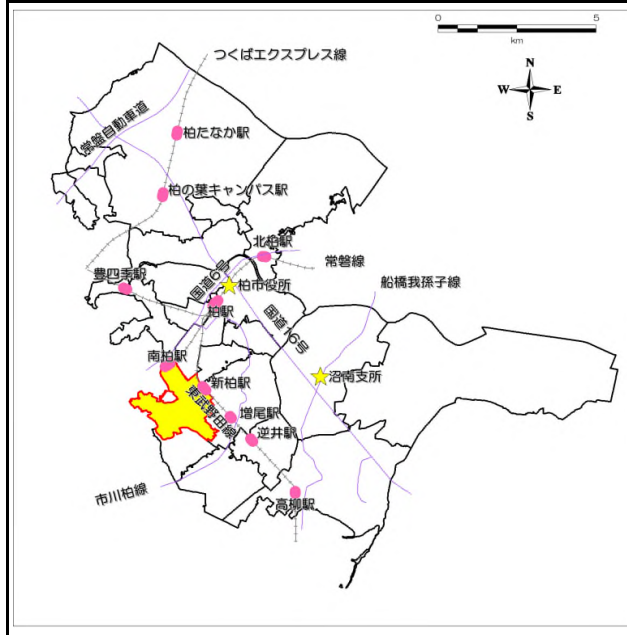 0 5
km
N
W E
S
つくばエクスプレス線
常盤自動車道
柏たなか駅
柏の葉キャンパス駅
北柏駅
常磐線
豊四季駅
国道6号
柏市役所
船橋我孫子線
柏駅
国道16号
南柏駅
沼南支所
新柏駅
東武野田線
増尾駅
逆井駅
市川柏線
高柳駅